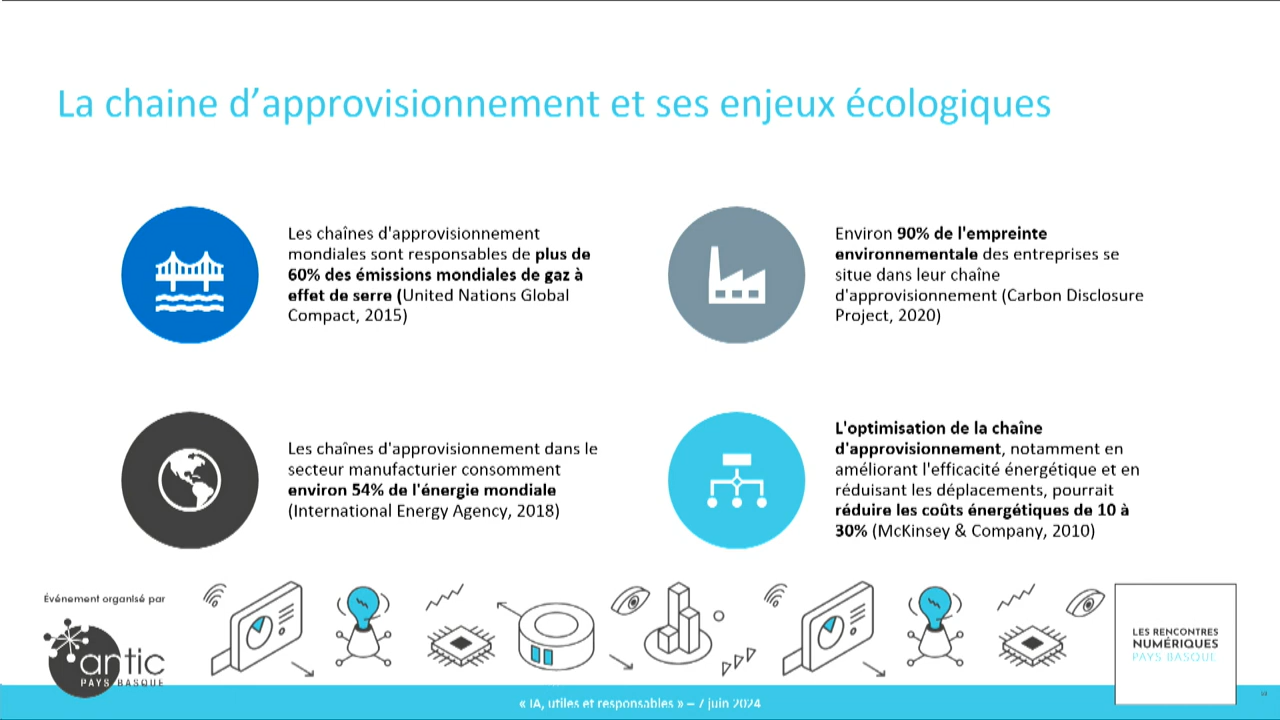 La chaine d'approvisionnement et ses enjeux écologiques
Les chaînes d'approvisionnement
mondiales sont responsables de plus de
60% des émissions mondiales de gaz à
effet de serre (United Nations Global
Compact, 2015)
Environ 90% de l'empreinte
environnementale des entreprises se
situe dans leur chaîne
d'approvisionnement (Carbon Disclosure
Project, 2020)
Les chaînes d'approvisionnement dans le
secteur manufacturier consomment
environ 54% de l'énergie mondiale
(International Energy Agency, 2018)
L'optimisation de la chaîne
d'approvisionnement, notamment en
améliorant l'efficacité énergétique et en
réduisant les déplacements, pourrait
réduire les coûts énergétiques de 10 à
30% (McKinsey & Company, 2010)
Événement organisé par
antic
PAYS BASQUE
LES RENCONTRES
NUMÉRIQUES
PAYS BASQUE
« IA, utiles et responsables » – 7 juin 2024